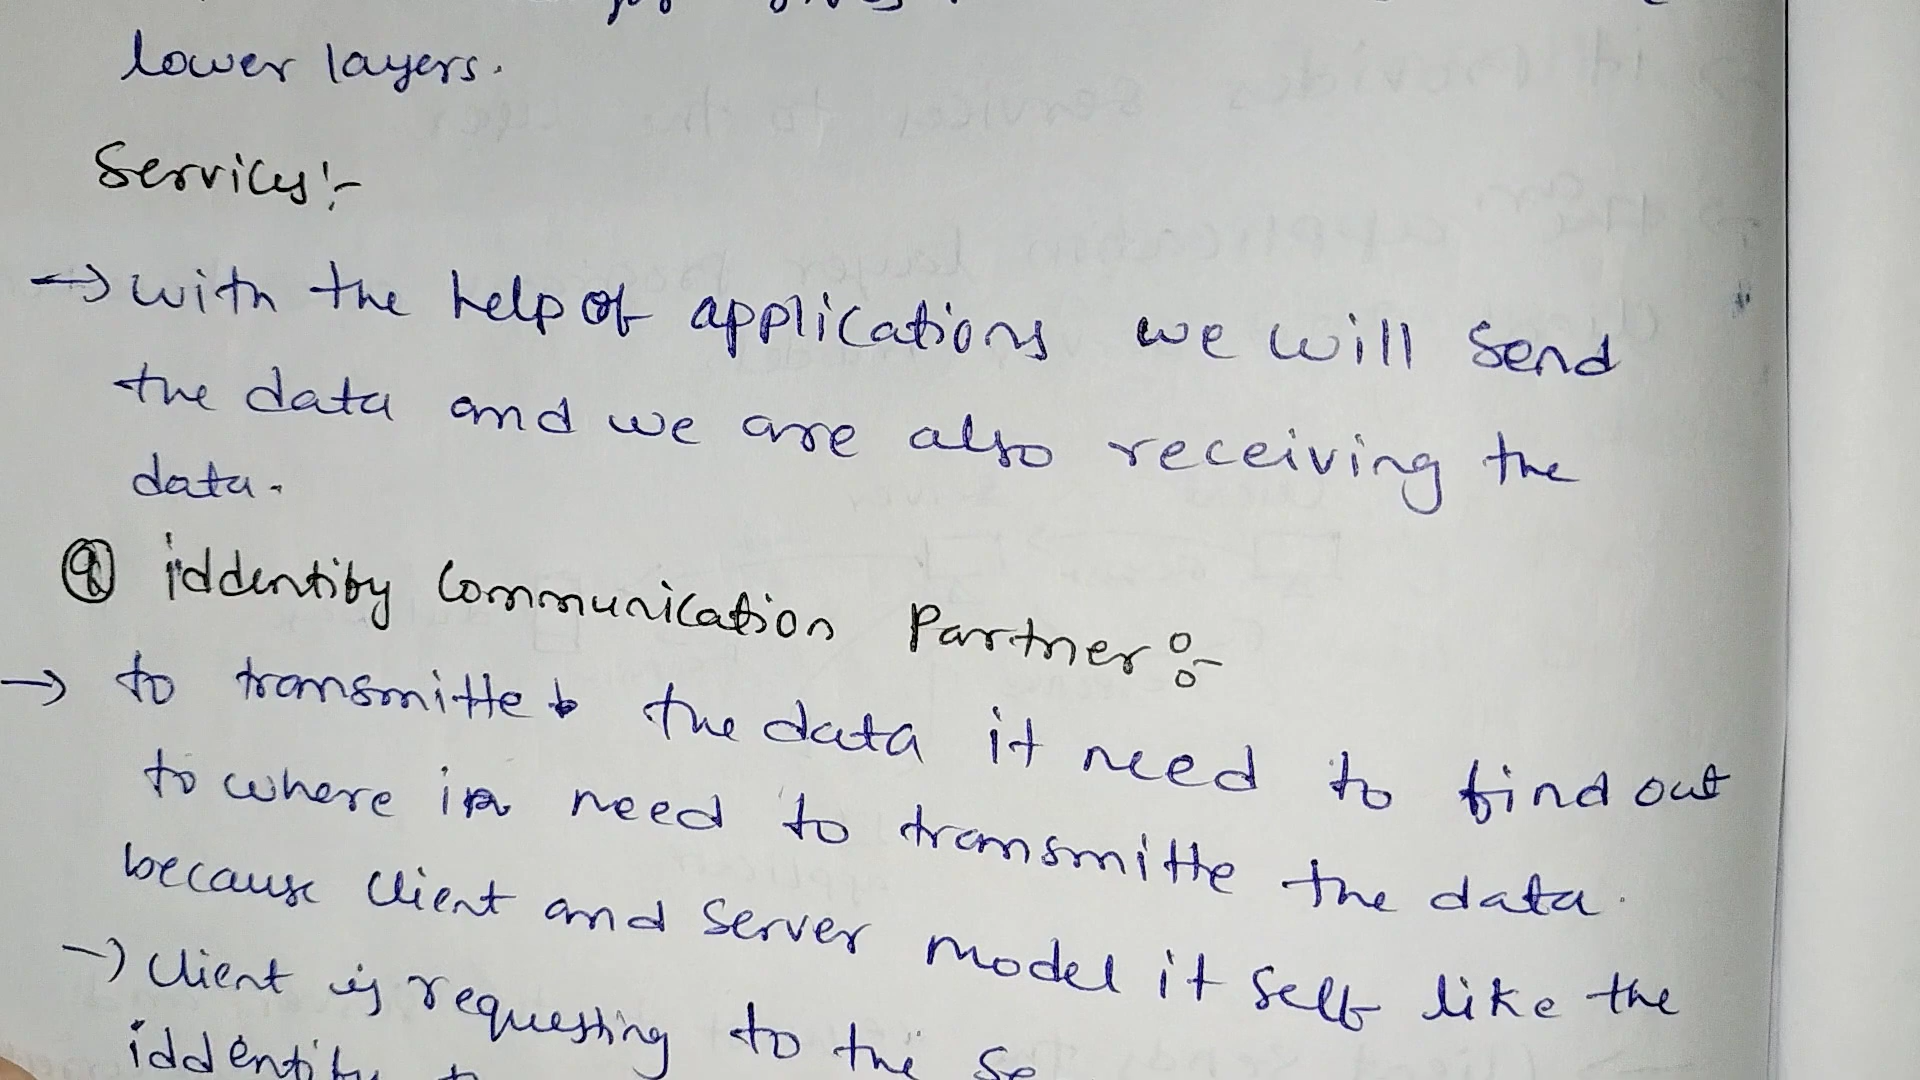 lower layers.
Services:-
→ with the help of applications we will send
the data and we are also receiving the
data.
iddentity Communication Partner:-
→ to transmitte the data it need to find out
to where it need to transmitte the data.
because client and server model it self like the
→ client is requesting to the
iddentity